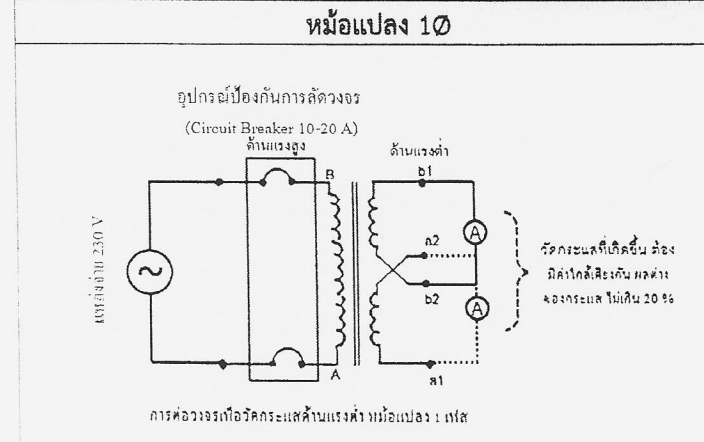 หม้อแปลง 1Ø
อุปกรณ์ป้องกันการลัดวงจร
(Circuit Breaker 10-20 A)
ด้านแรงสูง
ด้านแรงต่ำ
B
b1
a2
A
แหล่งจ่าย 230 V
วัดกระแสที่เกิดขึ้น ต้อง
มีค่าใกล้เคียงกัน ผลต่าง
ของกระแส ไม่เกิน 20 %
b2
A
A
a1
การต่อวงจรเพื่อวัดกระแสด้านแรงต่ำ หม้อแปลง 1 เฟส